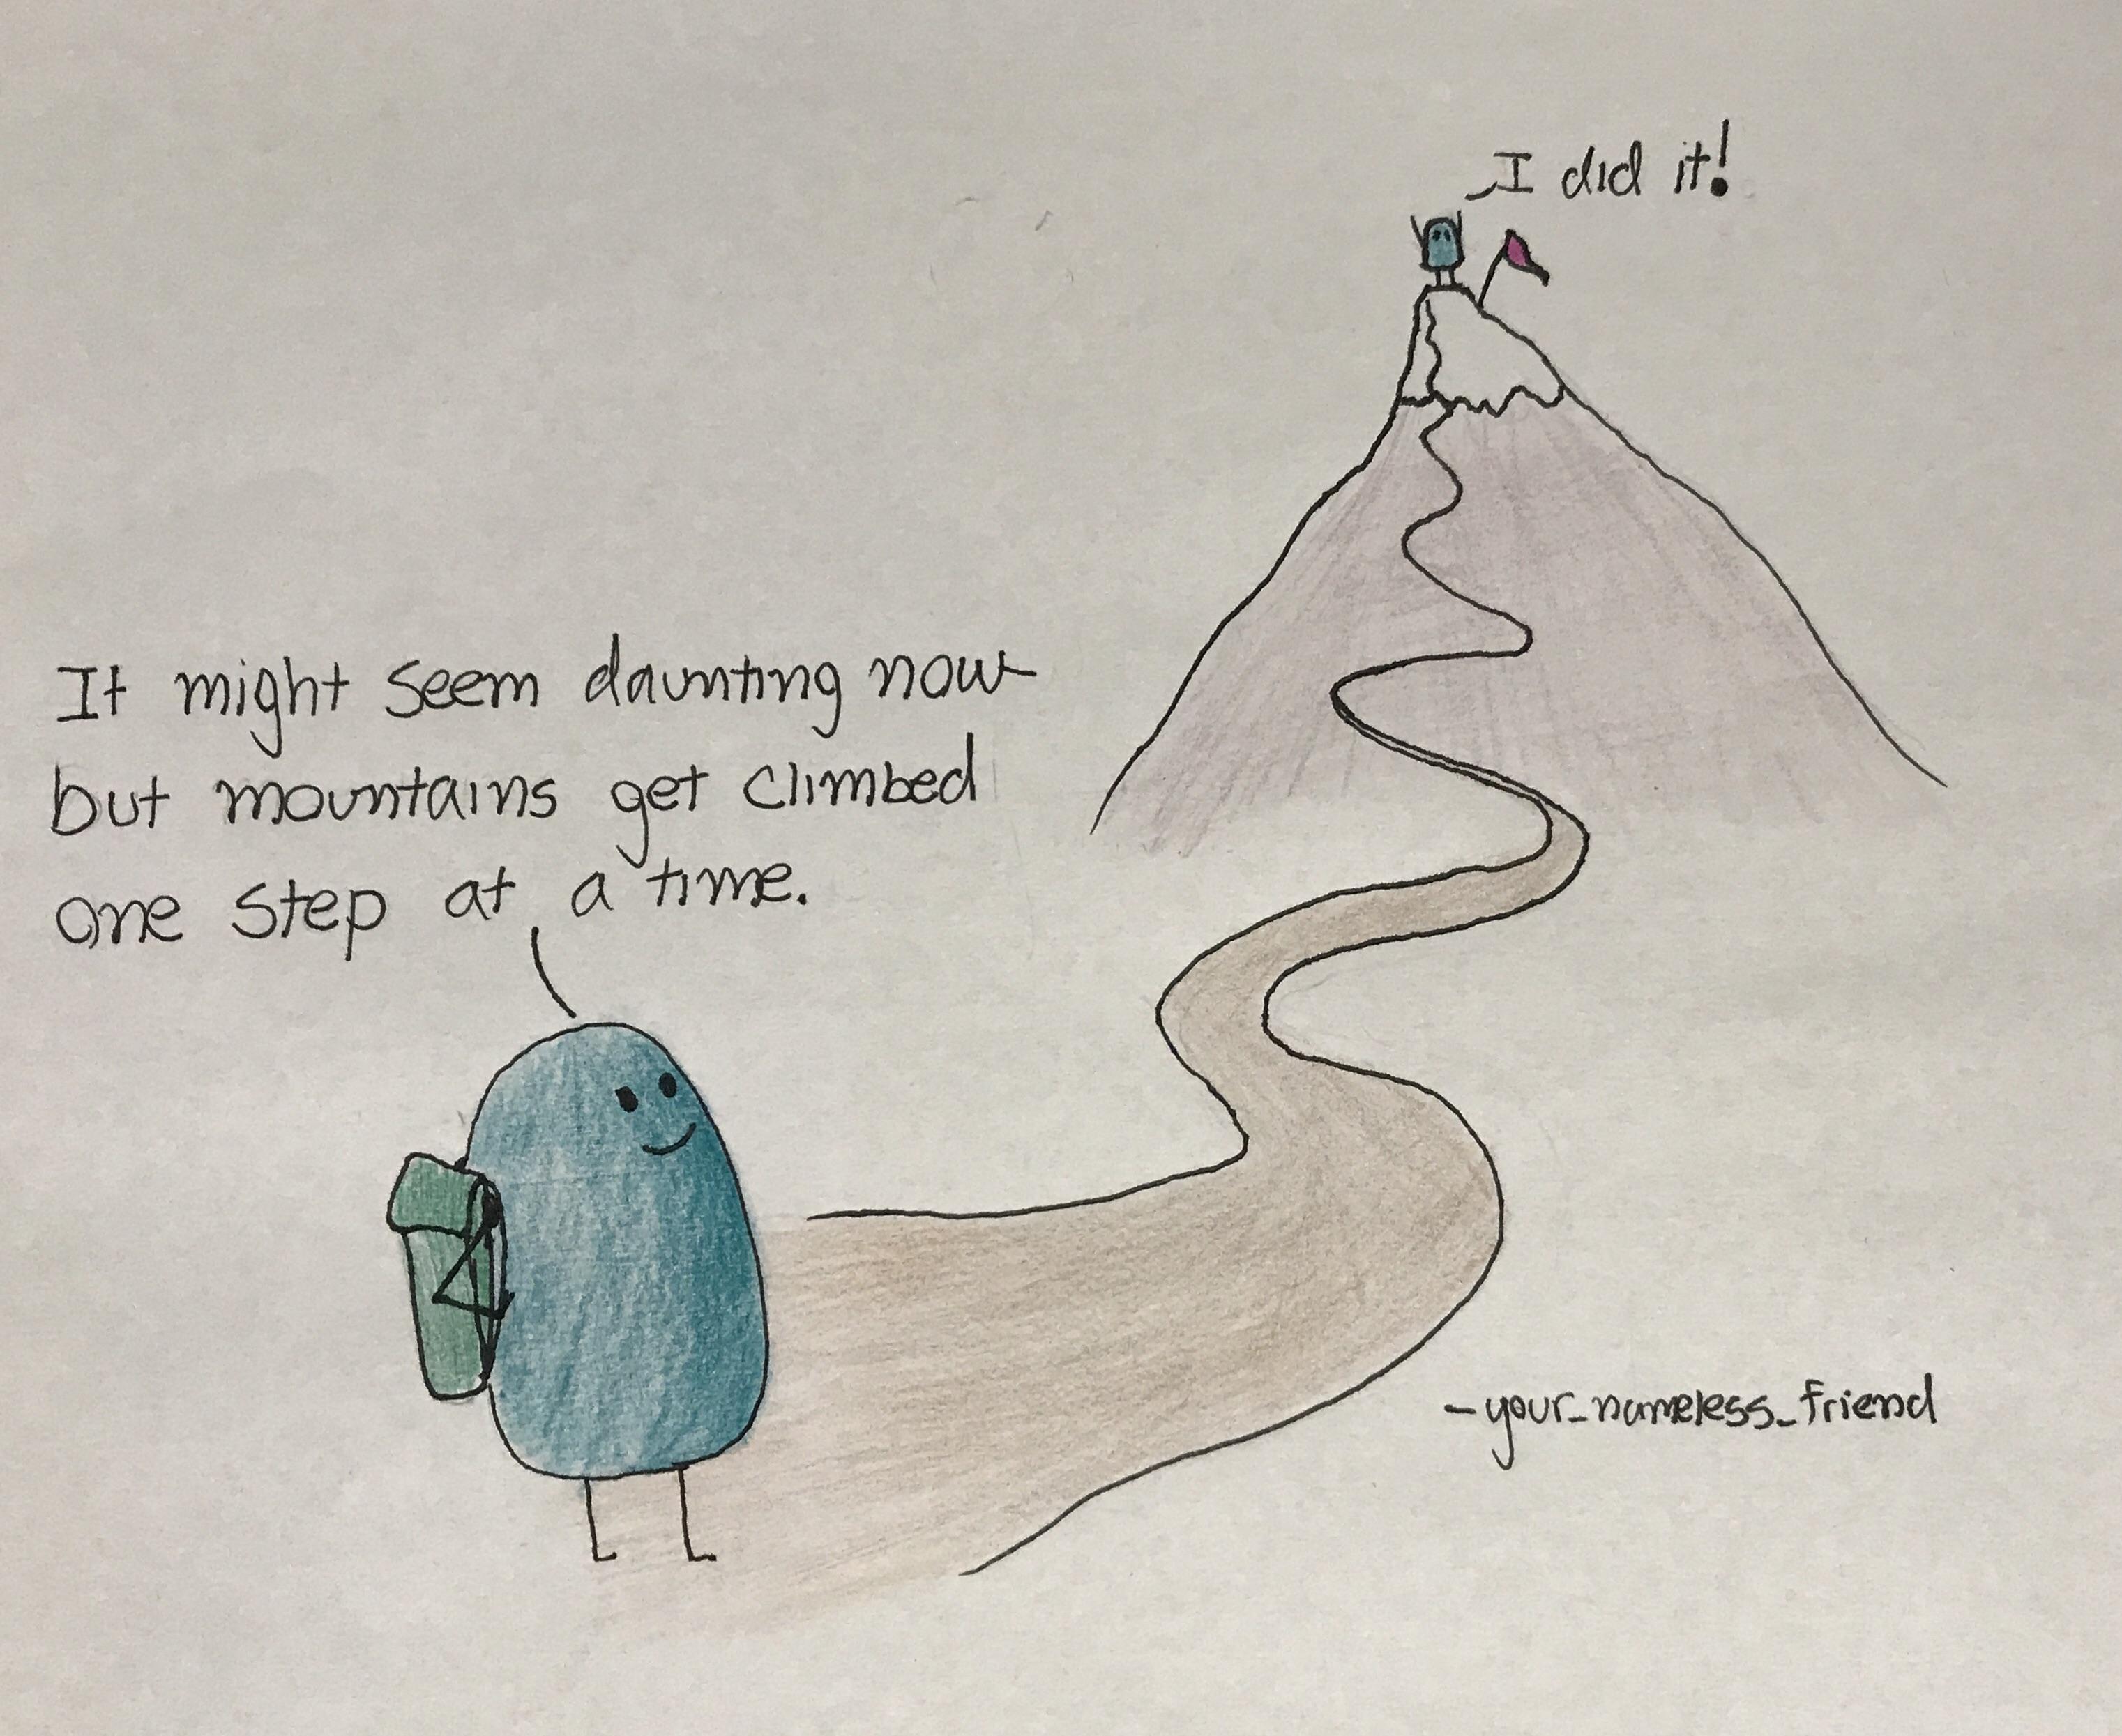 I did it!
It might seem daunting now
but mountains get climbed
one step at a time.
-your_nameless_friend